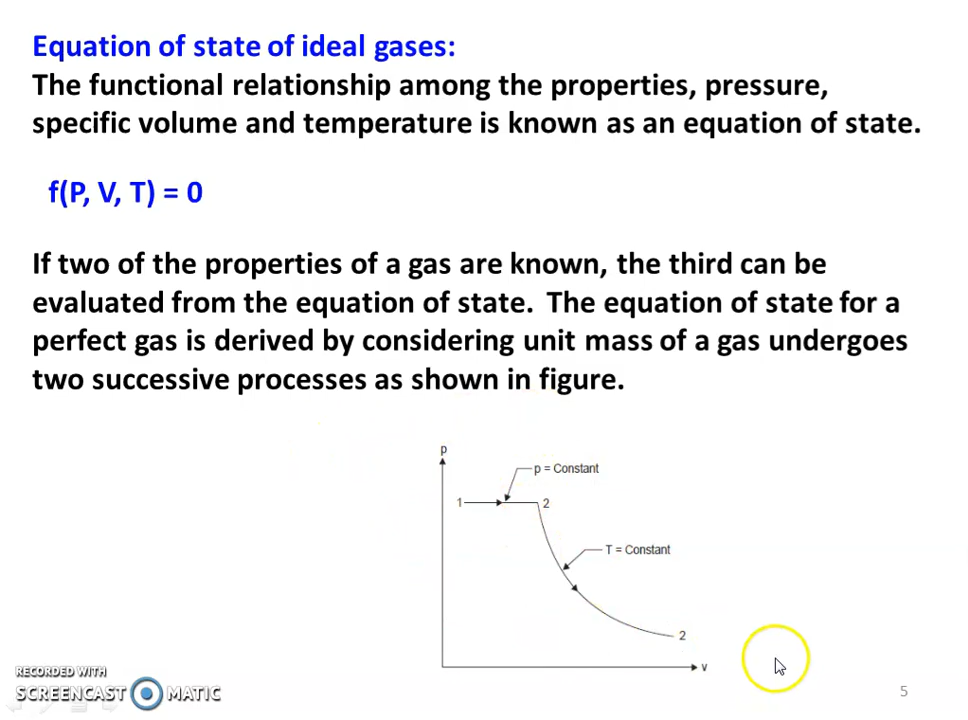 Equation of state of ideal gases:
The functional relationship among the properties, pressure,
specific volume and temperature is known as an equation of state.
f(P, V, T) = 0
If two of the properties of a gas are known, the third can be
evaluated from the equation of state. The equation of state for a
perfect gas is derived by considering unit mass of a gas undergoes
two successive processes as shown in figure.
p
p = Constant
1
2
T = Constant
2
v
RECORDED WITH
SCREENCAST MATIC
5